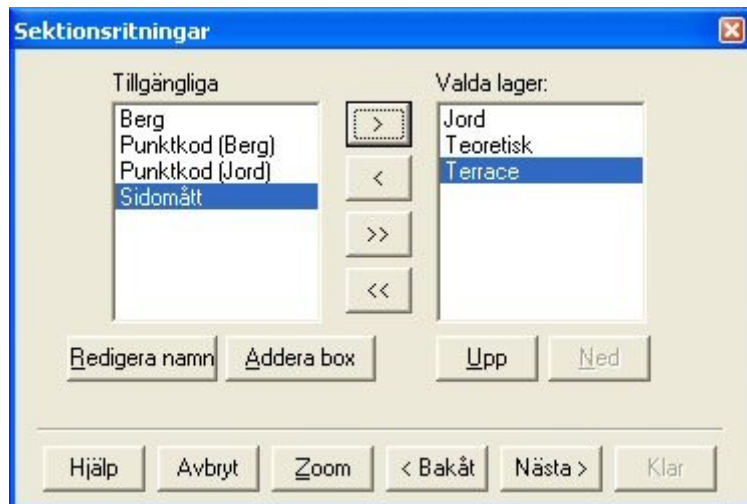 Sektionsritningar
Tillgängliga
Valda lager:
Berg
Punktkod (Berg)
Punktkod (Jord)
Sidomått
>
<
>>
<<
Jord
Teoretisk
Terrace
Redigera namn
Addera box
Upp
Ned
Hjälp
Avbryt
Zoom
< Bakåt
Nästa >
Klar